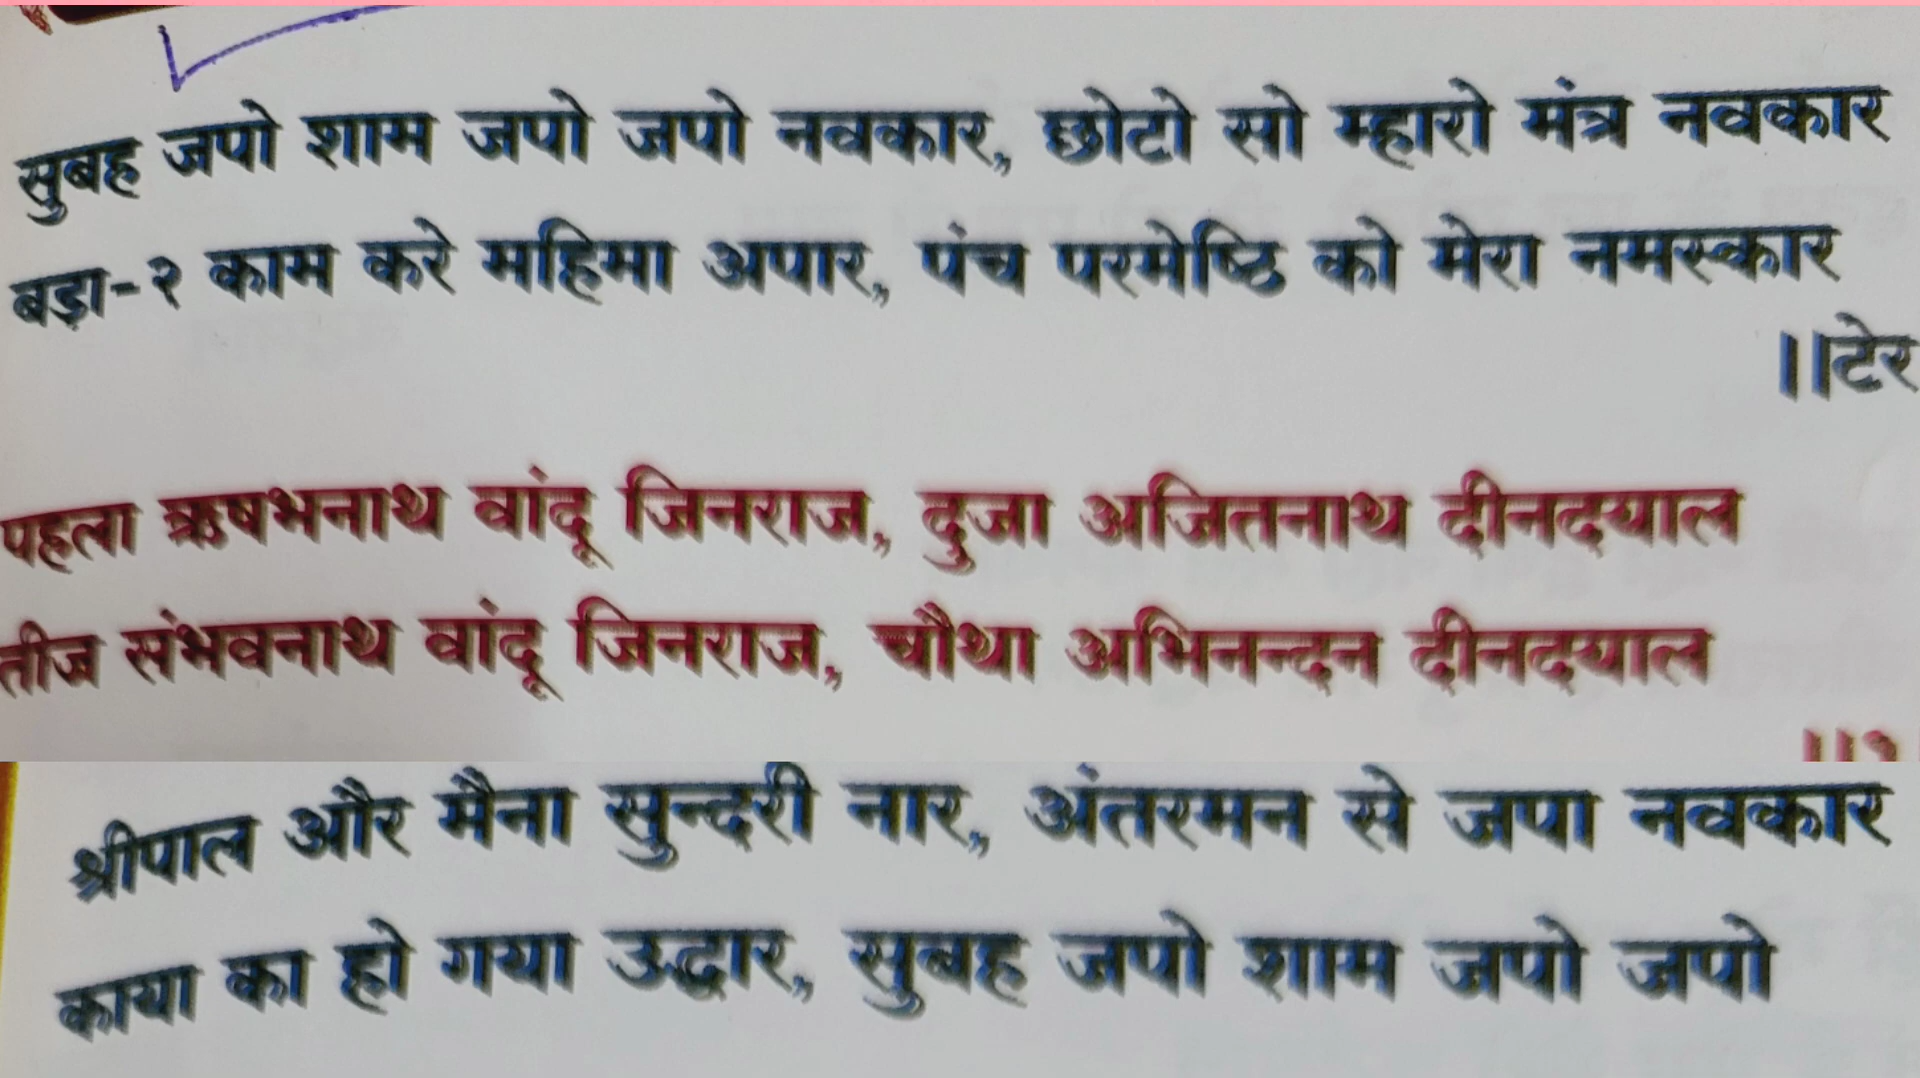 सुबह जपो शाम जपो जपो नवकार, छोटो सो म्हारो मंत्र नवकार
बड़ा-२ काम करे महिमा अपार, पंच परमेष्ठि को मेरा नमस्कार
।।टेर
पहला ऋषभनाथ वांदू जिनराज, दुजा अजितनाथ दीनदयाल
तीज संभवनाथ वांदू जिनराज, चौथा अभिनन्दन दीनदयाल
श्रीपाल और मैना सुन्दरी नार, अंतरमन से जपा नवकार
काया का हो गया उद्धार, सुबह जपो शाम जपो जपो